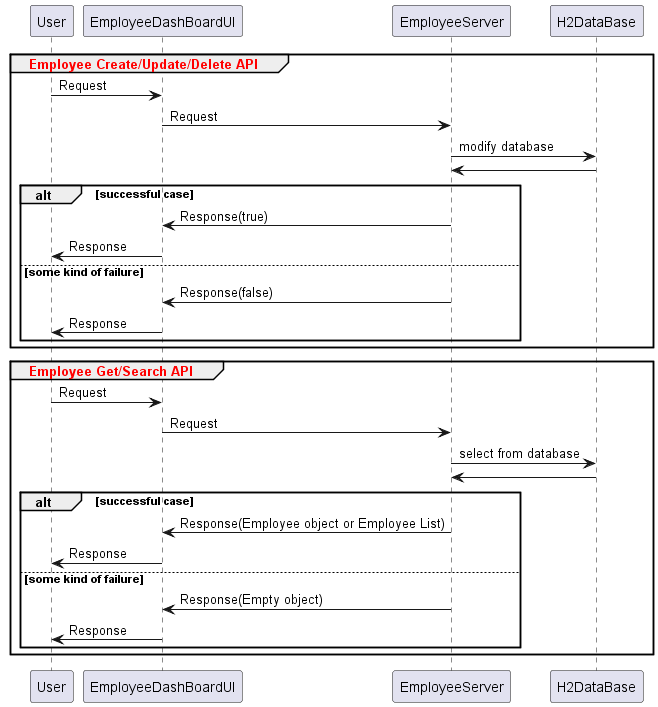 User EmployeeDashBoardUI EmployeeServer H2DataBase
Employee Create/Update/Delete API
Request
Request
modify database
alt [successful case]
Response(true)
Response
[some kind of failure]
Response(false)
Response
Employee Get/Search API
Request
Request
select from database
alt [successful case]
Response(Employee object or Employee List)
Response
[some kind of failure]
Response(Empty object)
Response
User EmployeeDashBoardUI EmployeeServer H2DataBase